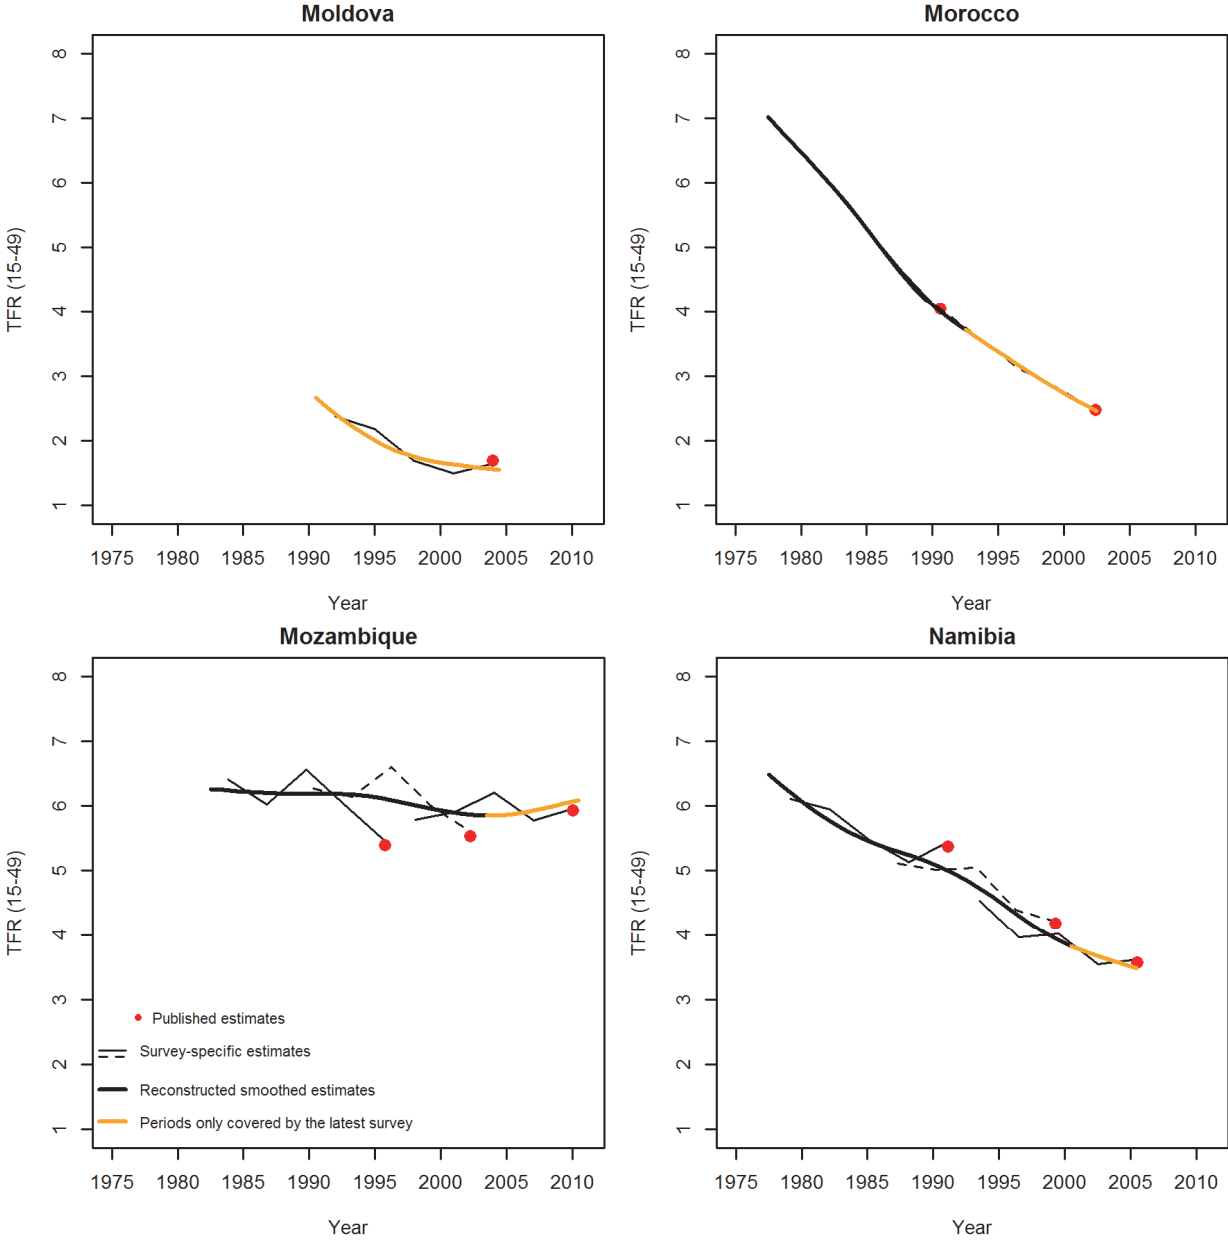 Moldova
TFR (15-49)
8
7
6
5
4
3
2
1
1975 1980 1985 1990 1995 2000 2005 2010
Year
Morocco
TFR (15-49)
8
7
6
5
4
3
2
1
1975 1980 1985 1990 1995 2000 2005 2010
Year
Mozambique
TFR (15-49)
8
7
6
5
4
3
2
1
Published estimates
Survey-specific estimates
Reconstructed smoothed estimates
Periods only covered by the latest survey
1975 1980 1985 1990 1995 2000 2005 2010
Year
Namibia
TFR (15-49)
8
7
6
5
4
3
2
1
1975 1980 1985 1990 1995 2000 2005 2010
Year